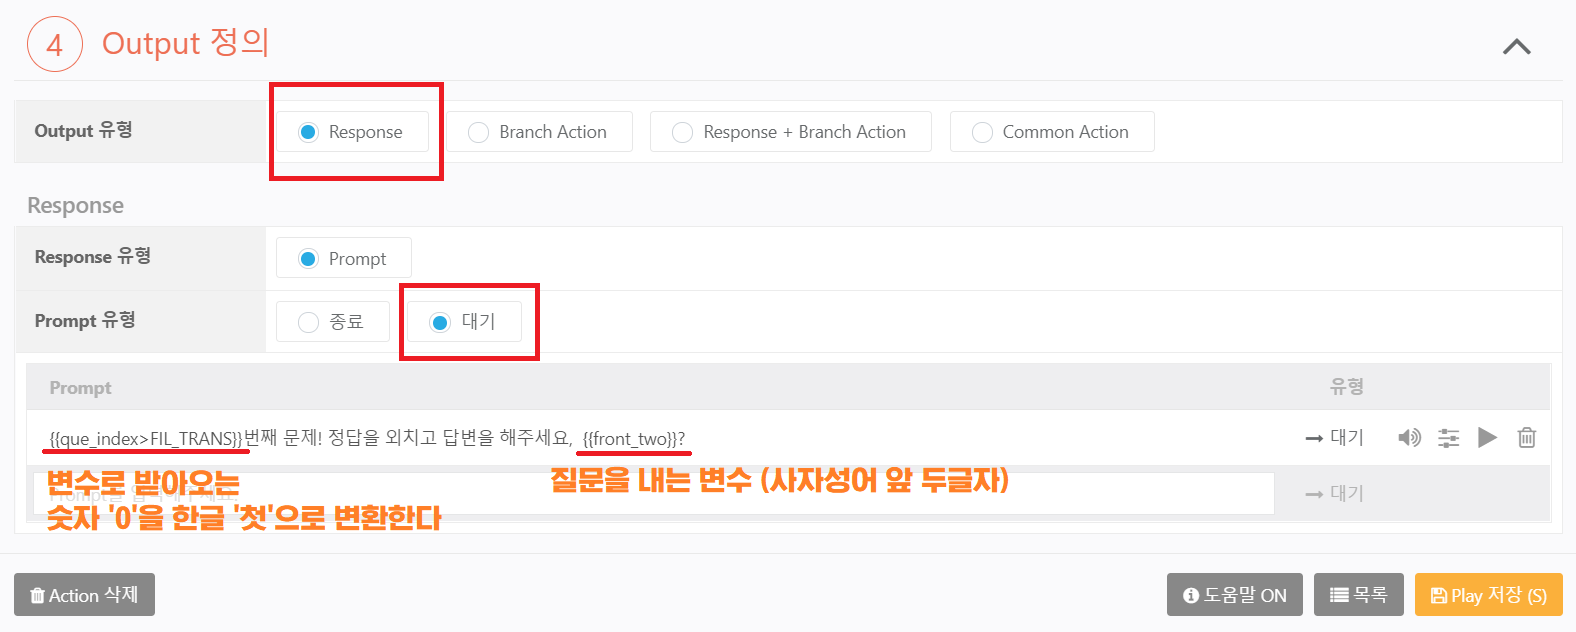 4 Output 정의
Output 유형 Response Branch Action Response + Branch Action Common Action
Response
Response 유형 Prompt
Prompt 유형 종료 대기
Prompt 유형
{{que_index>FIL_TRANS}}번째 문제! 정답을 외치고 답변을 해주세요, {{front_two}}? 대기
변수로 받아오는 질문을 내는 변수 (사자성어 앞 두글자)
대기
숫자 '0'을 한글 '첫'으로 변환한다
Action 삭제 도움말 ON 목록 Play 저장 (S)